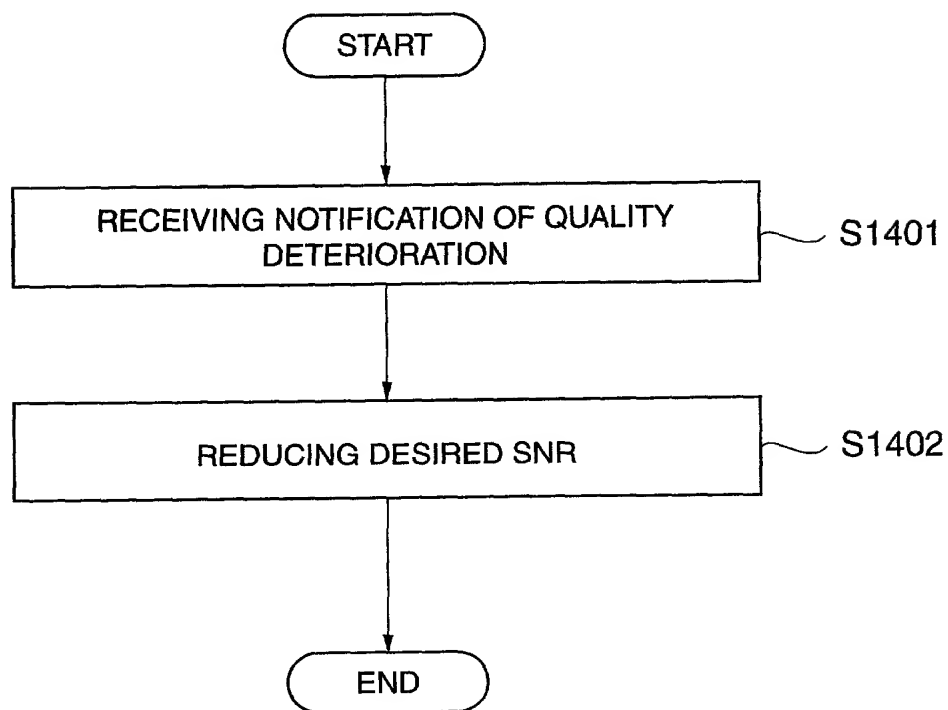 START
RECEIVING NOTIFICATION OF QUALITY
DETERIORATION
S1401
REDUCING DESIRED SNR
S1402
END